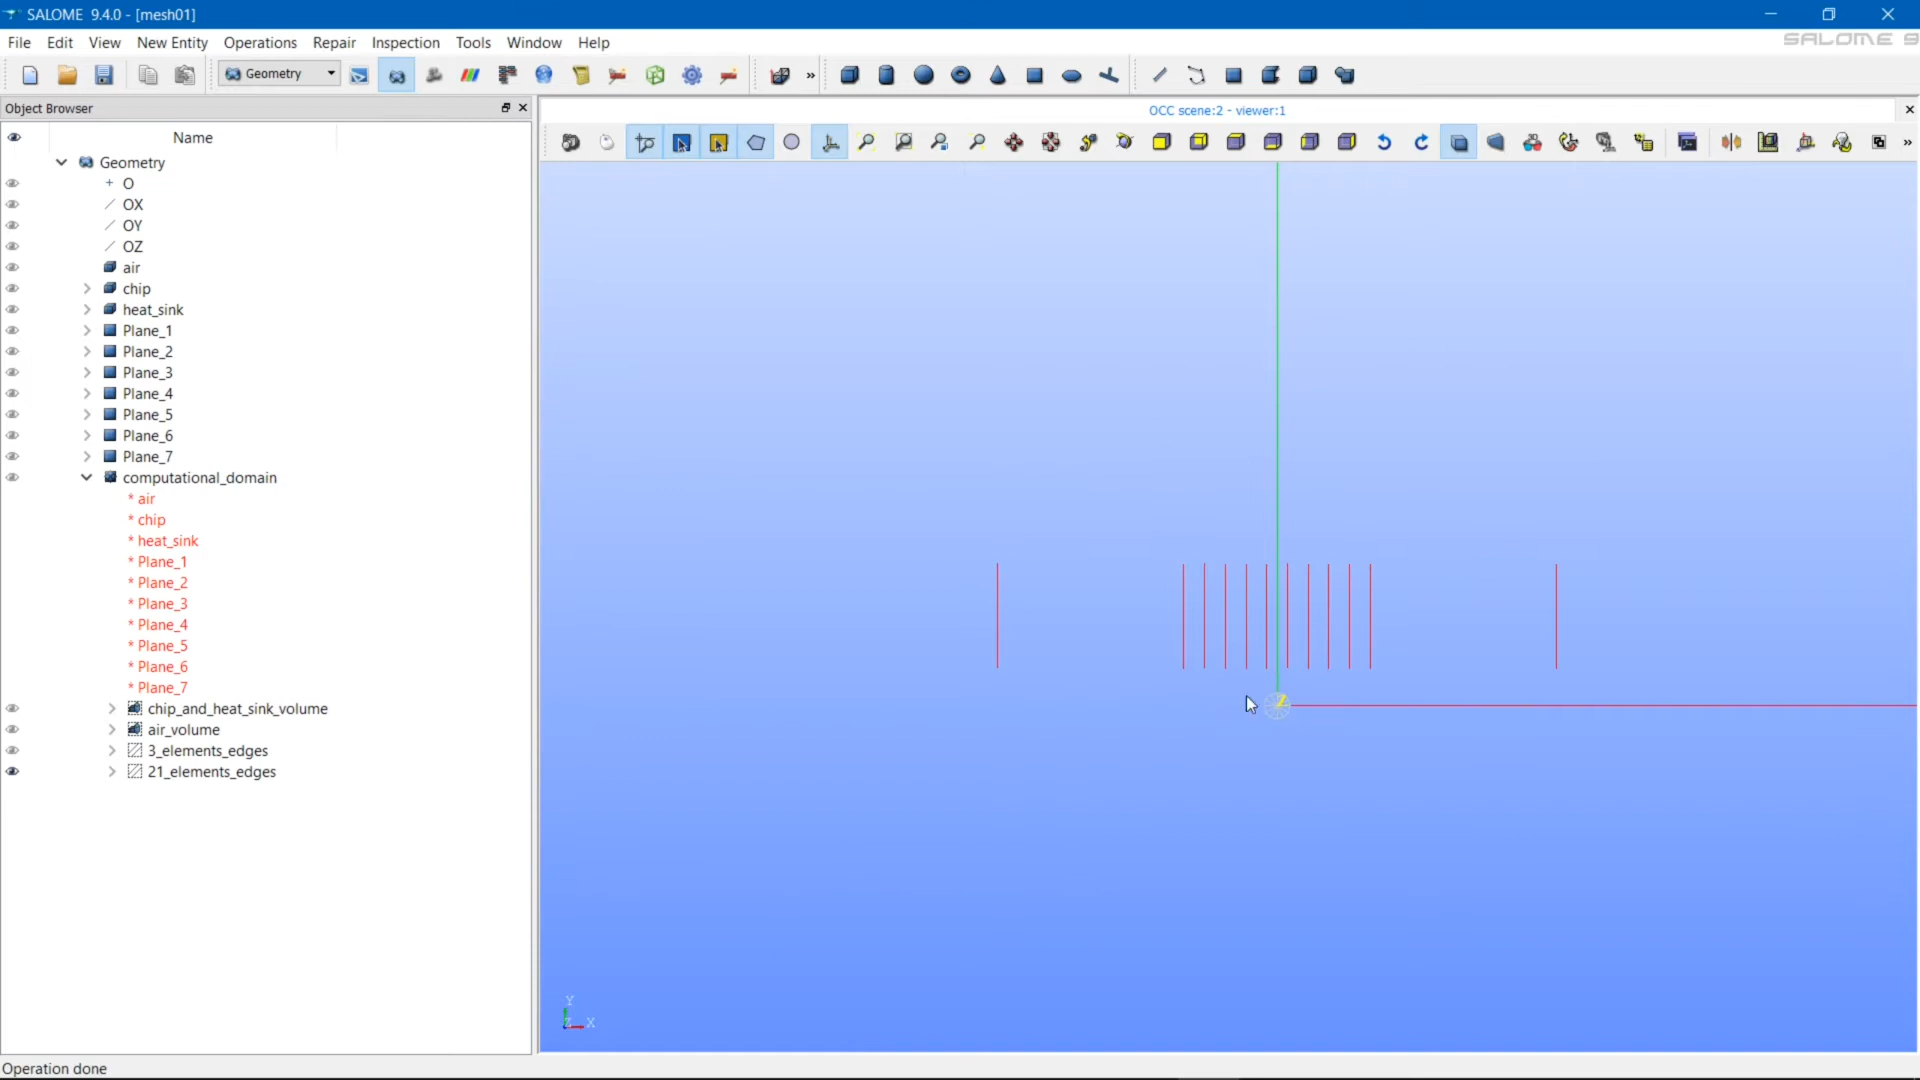 SALOME 9.4.0 - [mesh01]
File Edit View New Entity Operations Repair Inspection Tools Window Help
SALOME 9
Geometry
Object Browser
OCC scene:2 - viewer:1
Name
Geometry
O
OX
OY
OZ
air
chip
heat_sink
Plane_1
Plane_2
Plane_3
Plane_4
Plane_5
Plane_6
Plane_7
computational_domain
* air
* chip
* heat_sink
* Plane_1
* Plane_2
* Plane_3
* Plane_4
* Plane_5
* Plane_6
* Plane_7
chip_and_heat_sink_volume
air_volume
3_elements_edges
21_elements_edges
Z
Y
Z X
Operation done